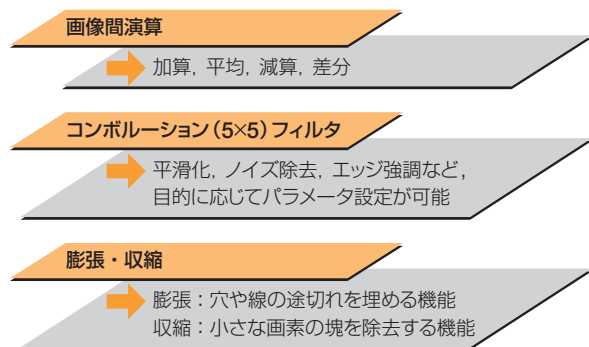 画像間演算
加算，平均，減算，差分
コンボルーション（5×5）フィルタ
平滑化，ノイズ除去，エッジ強調など，
目的に応じてパラメータ設定が可能
膨張・収縮
膨張：穴や線の途切れを埋める機能
収縮：小さな画素の塊を除去する機能